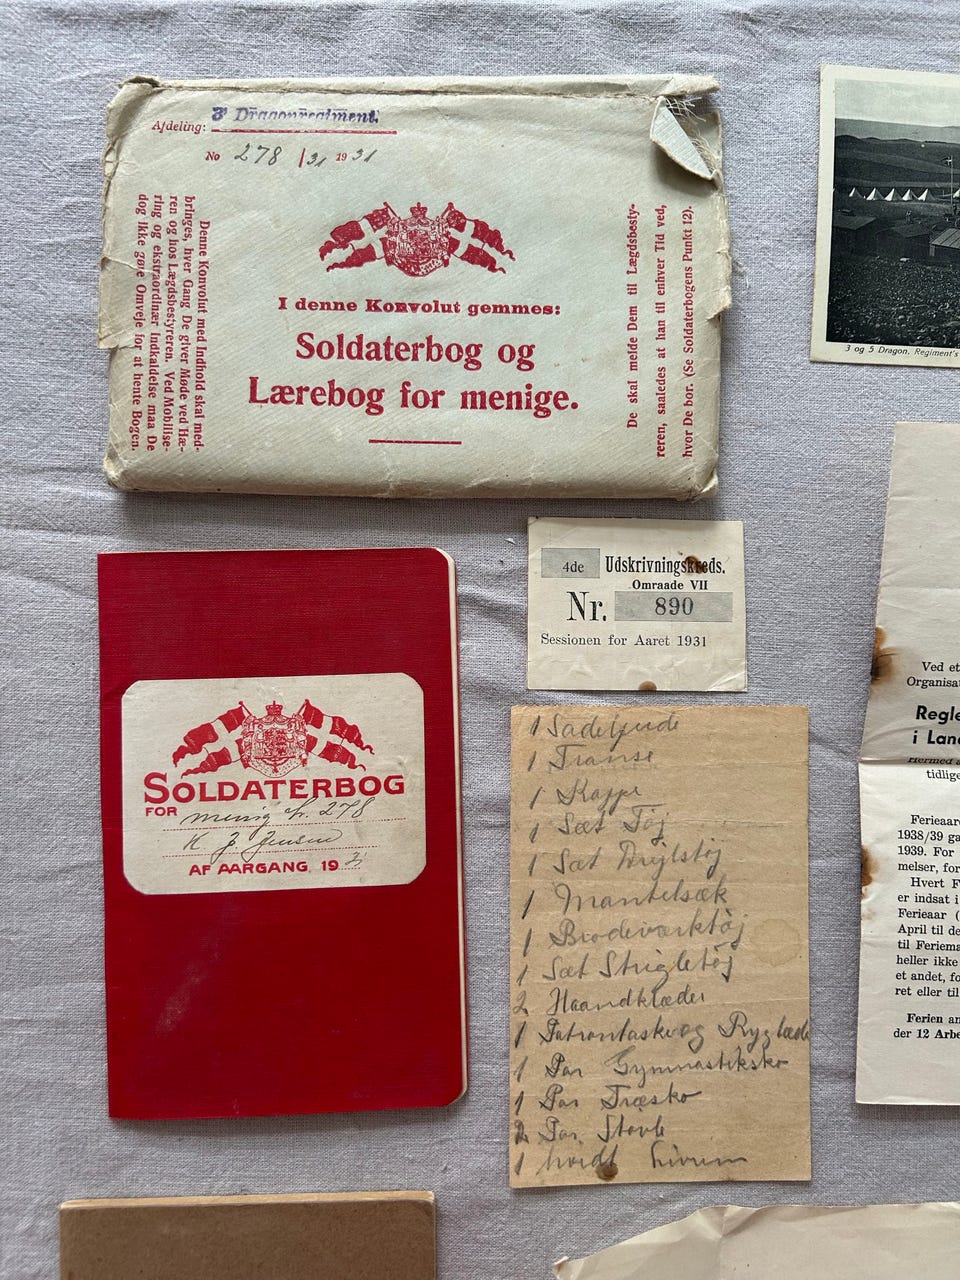 Afdeling: 3 Dragonregiment.
No 278 /31 1931
I denne Konvolut gemmes:
Soldaterbog og
Lærebog for menige.
Denne Konvolut med Indhold skal med-
bringes, hver Gang De giver Møde ved Hæ-
ren og hos Lægdsbestyreren. Ved Mobilise-
ring og ekstraordinær Indkaldelse maa De
dog ikke gøre Omveje for at hente Bogen.
De skal melde Dem til Lægdsbesty-
reren, saaledes at han til enhver Tid ved,
hvor De bor. (Se Soldaterbogens Punkt 12).
3 og 5 Dragon. Regiment's
4de Udskrivningskreds.
Omraade VII
Nr. 890
Sessionen for Aaret 1931
SOLDATERBOG
FOR menig Nr. 278
K J. Jensen
AF AARGANG 1931
1
1 Transe
1 Kappe
1 Sæt Tøj
1 Sæt
1 Mantelsæk
1
1 Sæt Strigletøj
2 Haandklæder
1 Patrontaske og
1 Par Gymnastiksko
1 Par Træsko
2 Par Støvle
1 hvidt
Ved et
Organisat
Regle
i Land
Hermed a
tidlige
Ferieaar
1938/39 ga
1939. For
melser, for
Hvert F
er indsat i
Ferieaar (
April til de
til Feriema
heller ikke
et andet, fo
ret eller til
Ferien an
der 12 Arbe